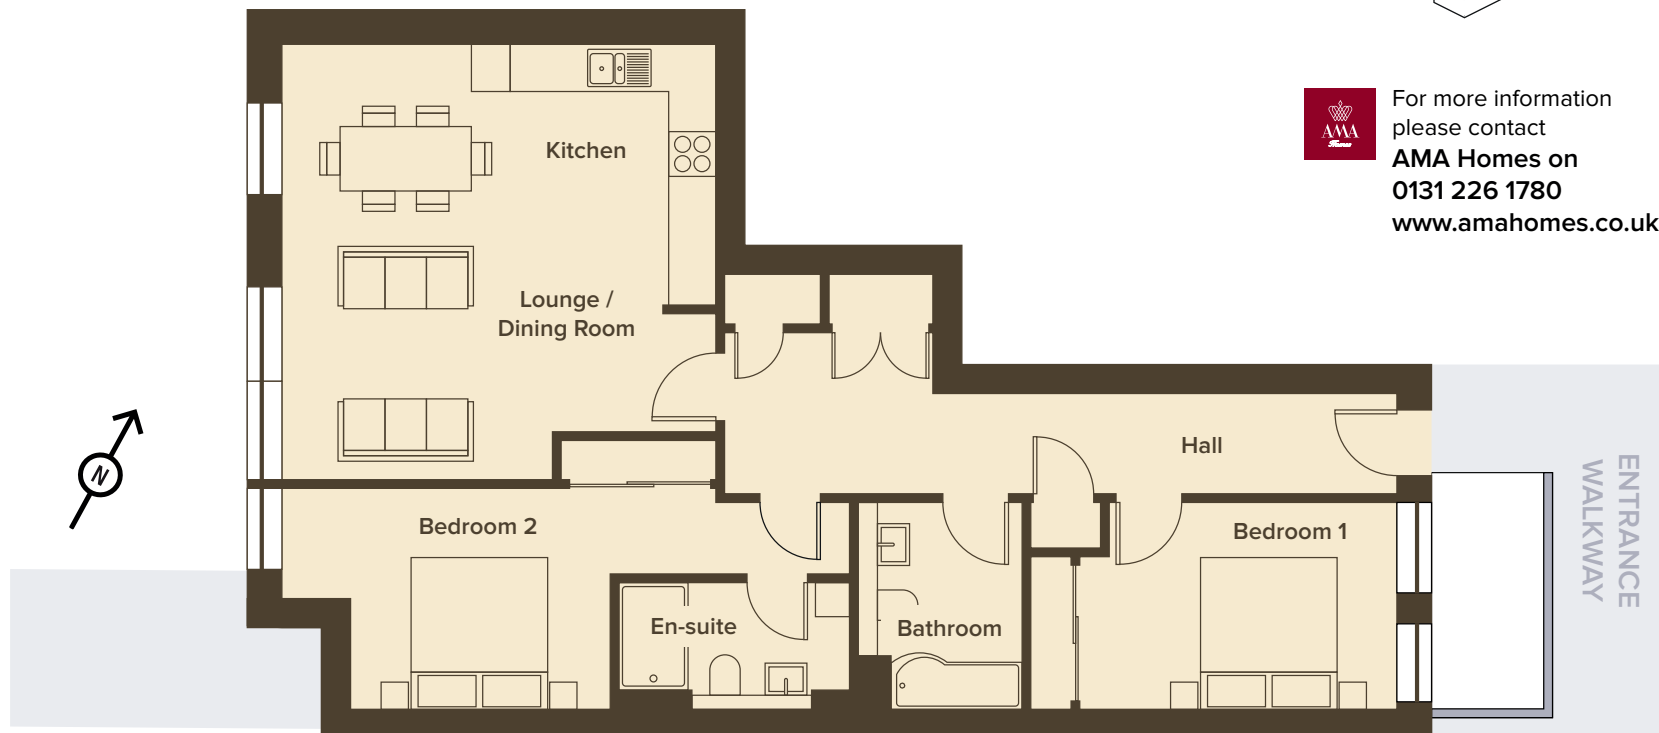 AMA
Homes
For more information
please contact
AMA Homes on
0131 226 1780
www.amahomes.co.uk
Kitchen
Lounge /
Dining Room
Hall
N
Bedroom 2
Bedroom 1
En-suite
Bathroom
ENTRANCE
WALKWAY